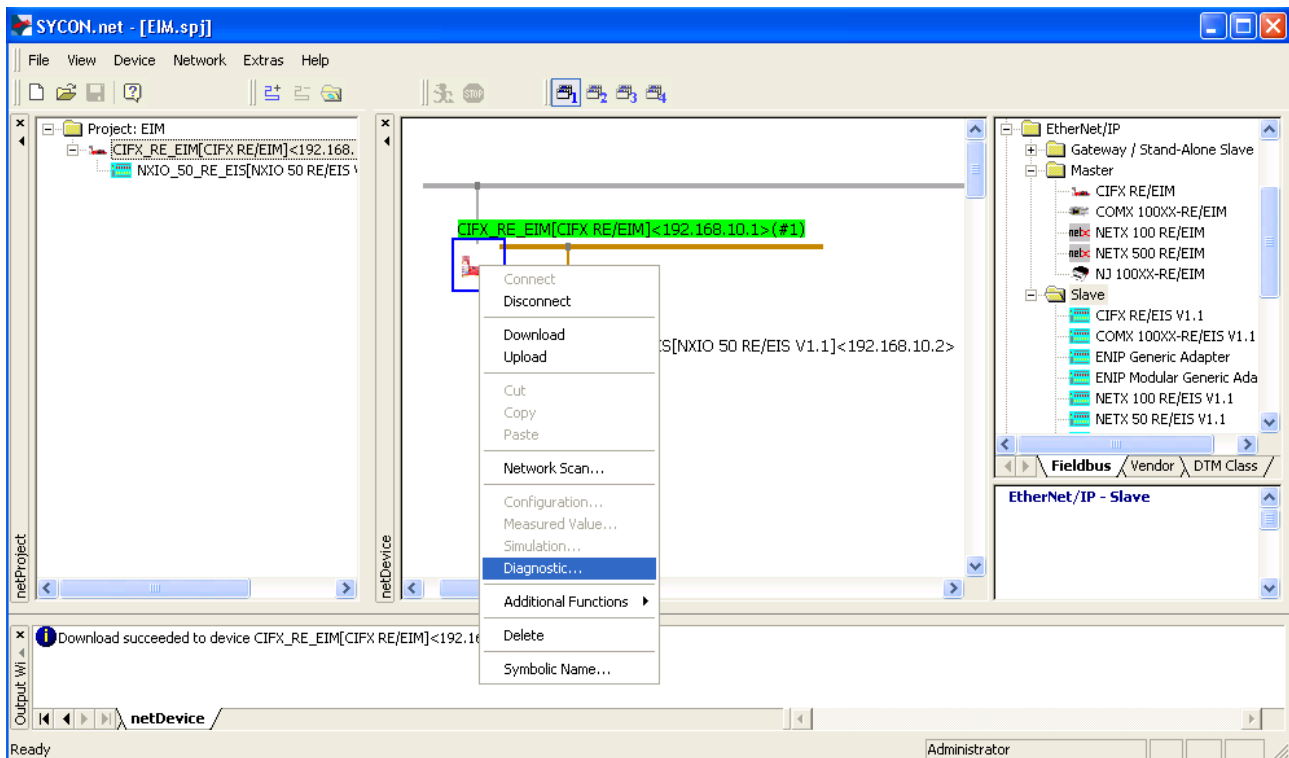 SYCON.net - [EIM.spj]
File View Device Network Extras Help
STOP
1 2 3 4
Project: EIM
CIFX_RE_EIM[CIFX RE/EIM]<192.168.
NXIO_50_RE_EIS[NXIO 50 RE/EIS
netProject
CIFX_RE_EIM[CIFX RE/EIM]<192.168.10.1>(#1)
IS[NXIO 50 RE/EIS V1.1]<192.168.10.2>
Connect
Disconnect
Download
Upload
Cut
Copy
Paste
Network Scan...
Configuration...
Measured Value...
Simulation...
Diagnostic...
Additional Functions
Delete
Symbolic Name...
netDevice
EtherNet/IP
Gateway / Stand-Alone Slave
Master
CIFX RE/EIM
COMX 100XX-RE/EIM
NETX 100 RE/EIM
NETX 500 RE/EIM
NJ 100XX-RE/EIM
Slave
CIFX RE/EIS V1.1
COMX 100XX-RE/EIS V1.1
ENIP Generic Adapter
ENIP Modular Generic Ada
NETX 100 RE/EIS V1.1
NETX 50 RE/EIS V1.1
Fieldbus Vendor DTM Class
EtherNet/IP - Slave
Output Wi
Download succeeded to device CIFX_RE_EIM[CIFX RE/EIM]<192.16
netDevice
Ready
Administrator